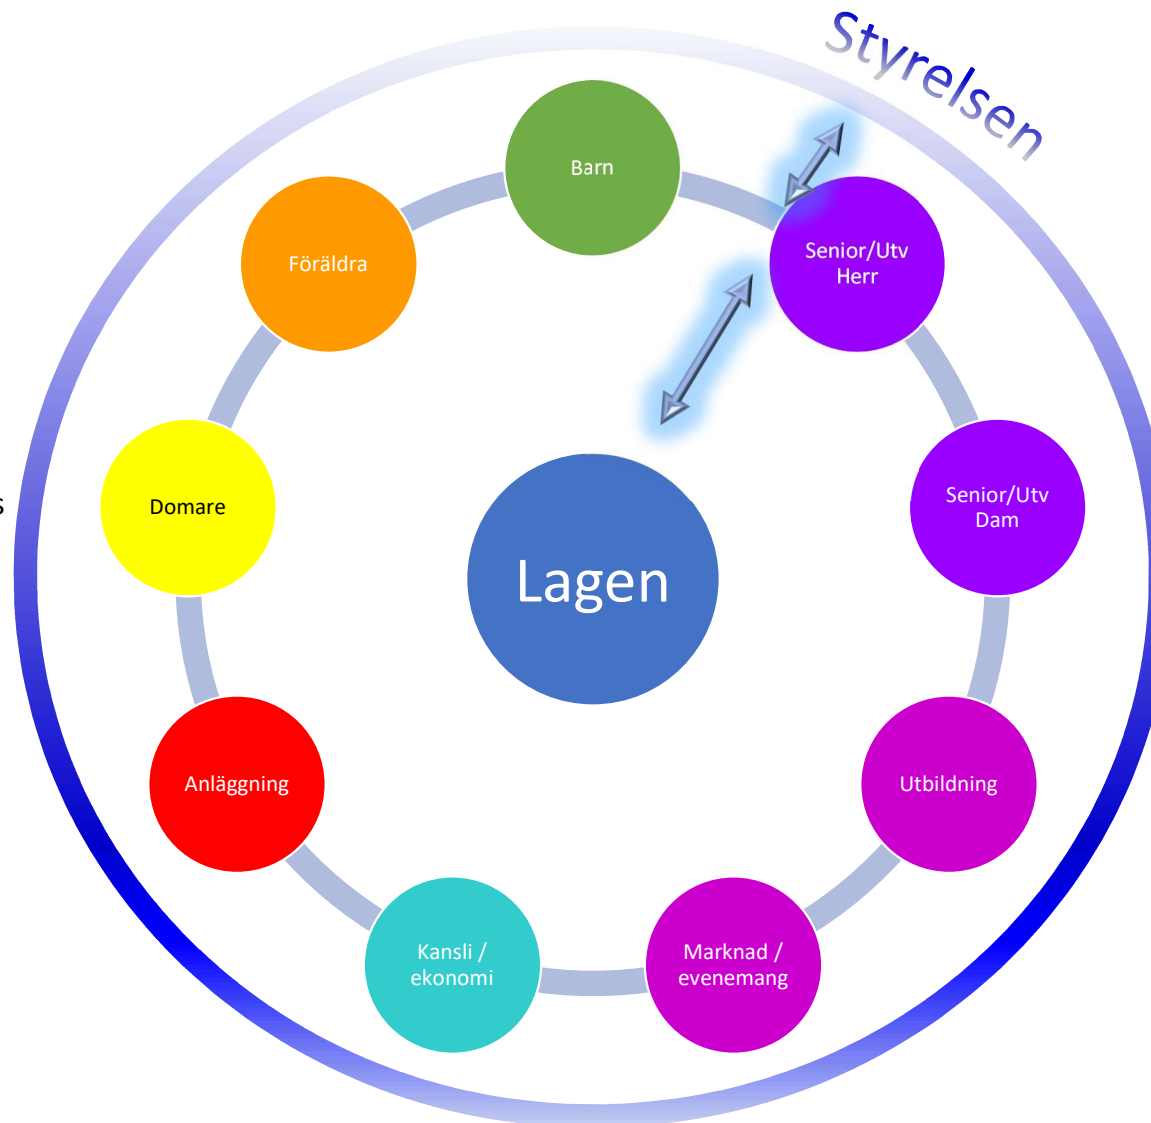 Styrelsen
Barn
Senior/Utv
Herr
Föräldra
Senior/Utv
Dam
s
Domare
Lagen
Utbildning
Anläggning
Marknad /
evenemang
Kansli /
ekonomi